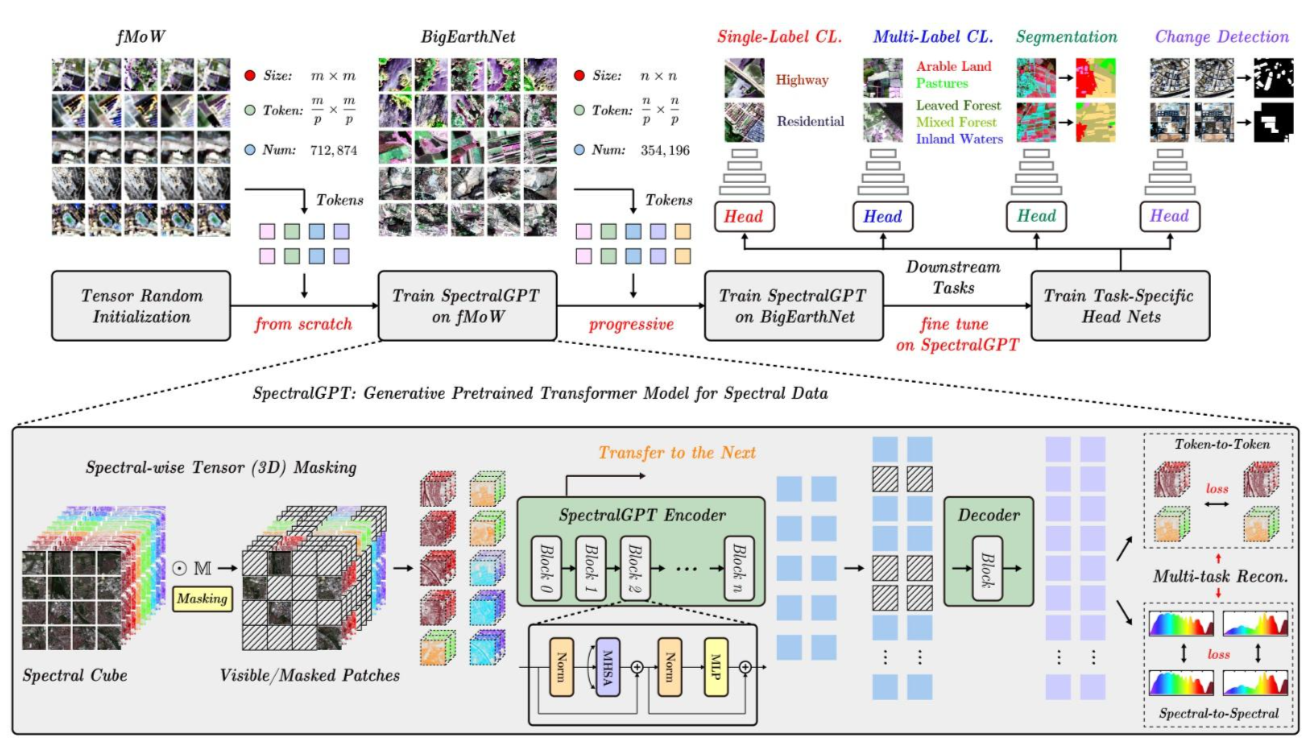 fMoW
BigEarthNet
Single-Label CL.
Multi-Label CL.
Segmentation
Change Detection
Size: m × m
Token: m/p × m/p
Num: 712,874
Tokens
Size: n × n
Token: n/p × n/p
Num: 354,196
Tokens
Highway
Residential
Arable Land
Pastures
Leaved Forest
Mixed Forest
Inland Waters
Head
Head
Head
Head
Tensor Random
Initialization
from scratch
Train SpectralGPT
on fMoW
progressive
Train SpectralGPT
on BigEarthNet
Downstream
Tasks
fine tune
on SpectralGPT
Train Task-Specific
Head Nets
SpectralGPT: Generative Pretrained Transformer Model for Spectral Data
Spectral-wise Tensor (3D) Masking
⊙ 𝕄
Masking
Spectral Cube
Visible/Masked Patches
Transfer to the Next
SpectralGPT Encoder
Block 0
Block 1
Block 2
...
Block n
Norm
MHSA
Norm
MLP
Decoder
Block
Token-to-Token
loss
Multi-task Recon.
loss
Spectral-to-Spectral